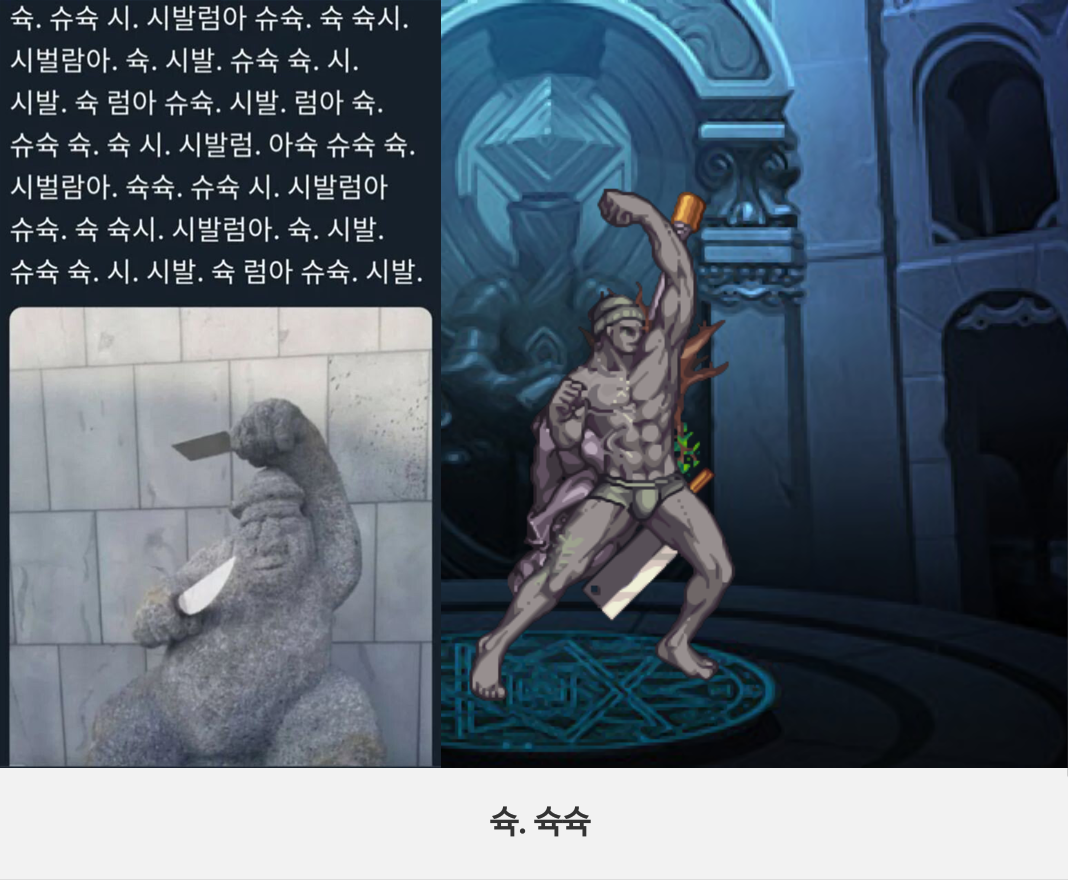 슉. 슈슉 시. 시발럼아 슈슉. 슉 슉시.
시벌람아. 슉. 시발. 슈슉 슉. 시.
시발. 슉 럼아 슈슉. 시발. 럼아 슉.
슈슉 슉. 슉 시. 시발럼. 아슉 슈슉 슉.
시벌람아. 슉슉. 슈슉 시. 시발럼아
슈슉. 슉 슉시. 시발럼아. 슉. 시발.
슈슉 슉. 시. 시발. 슉 럼아 슈슉. 시발.
슉. 슉슉